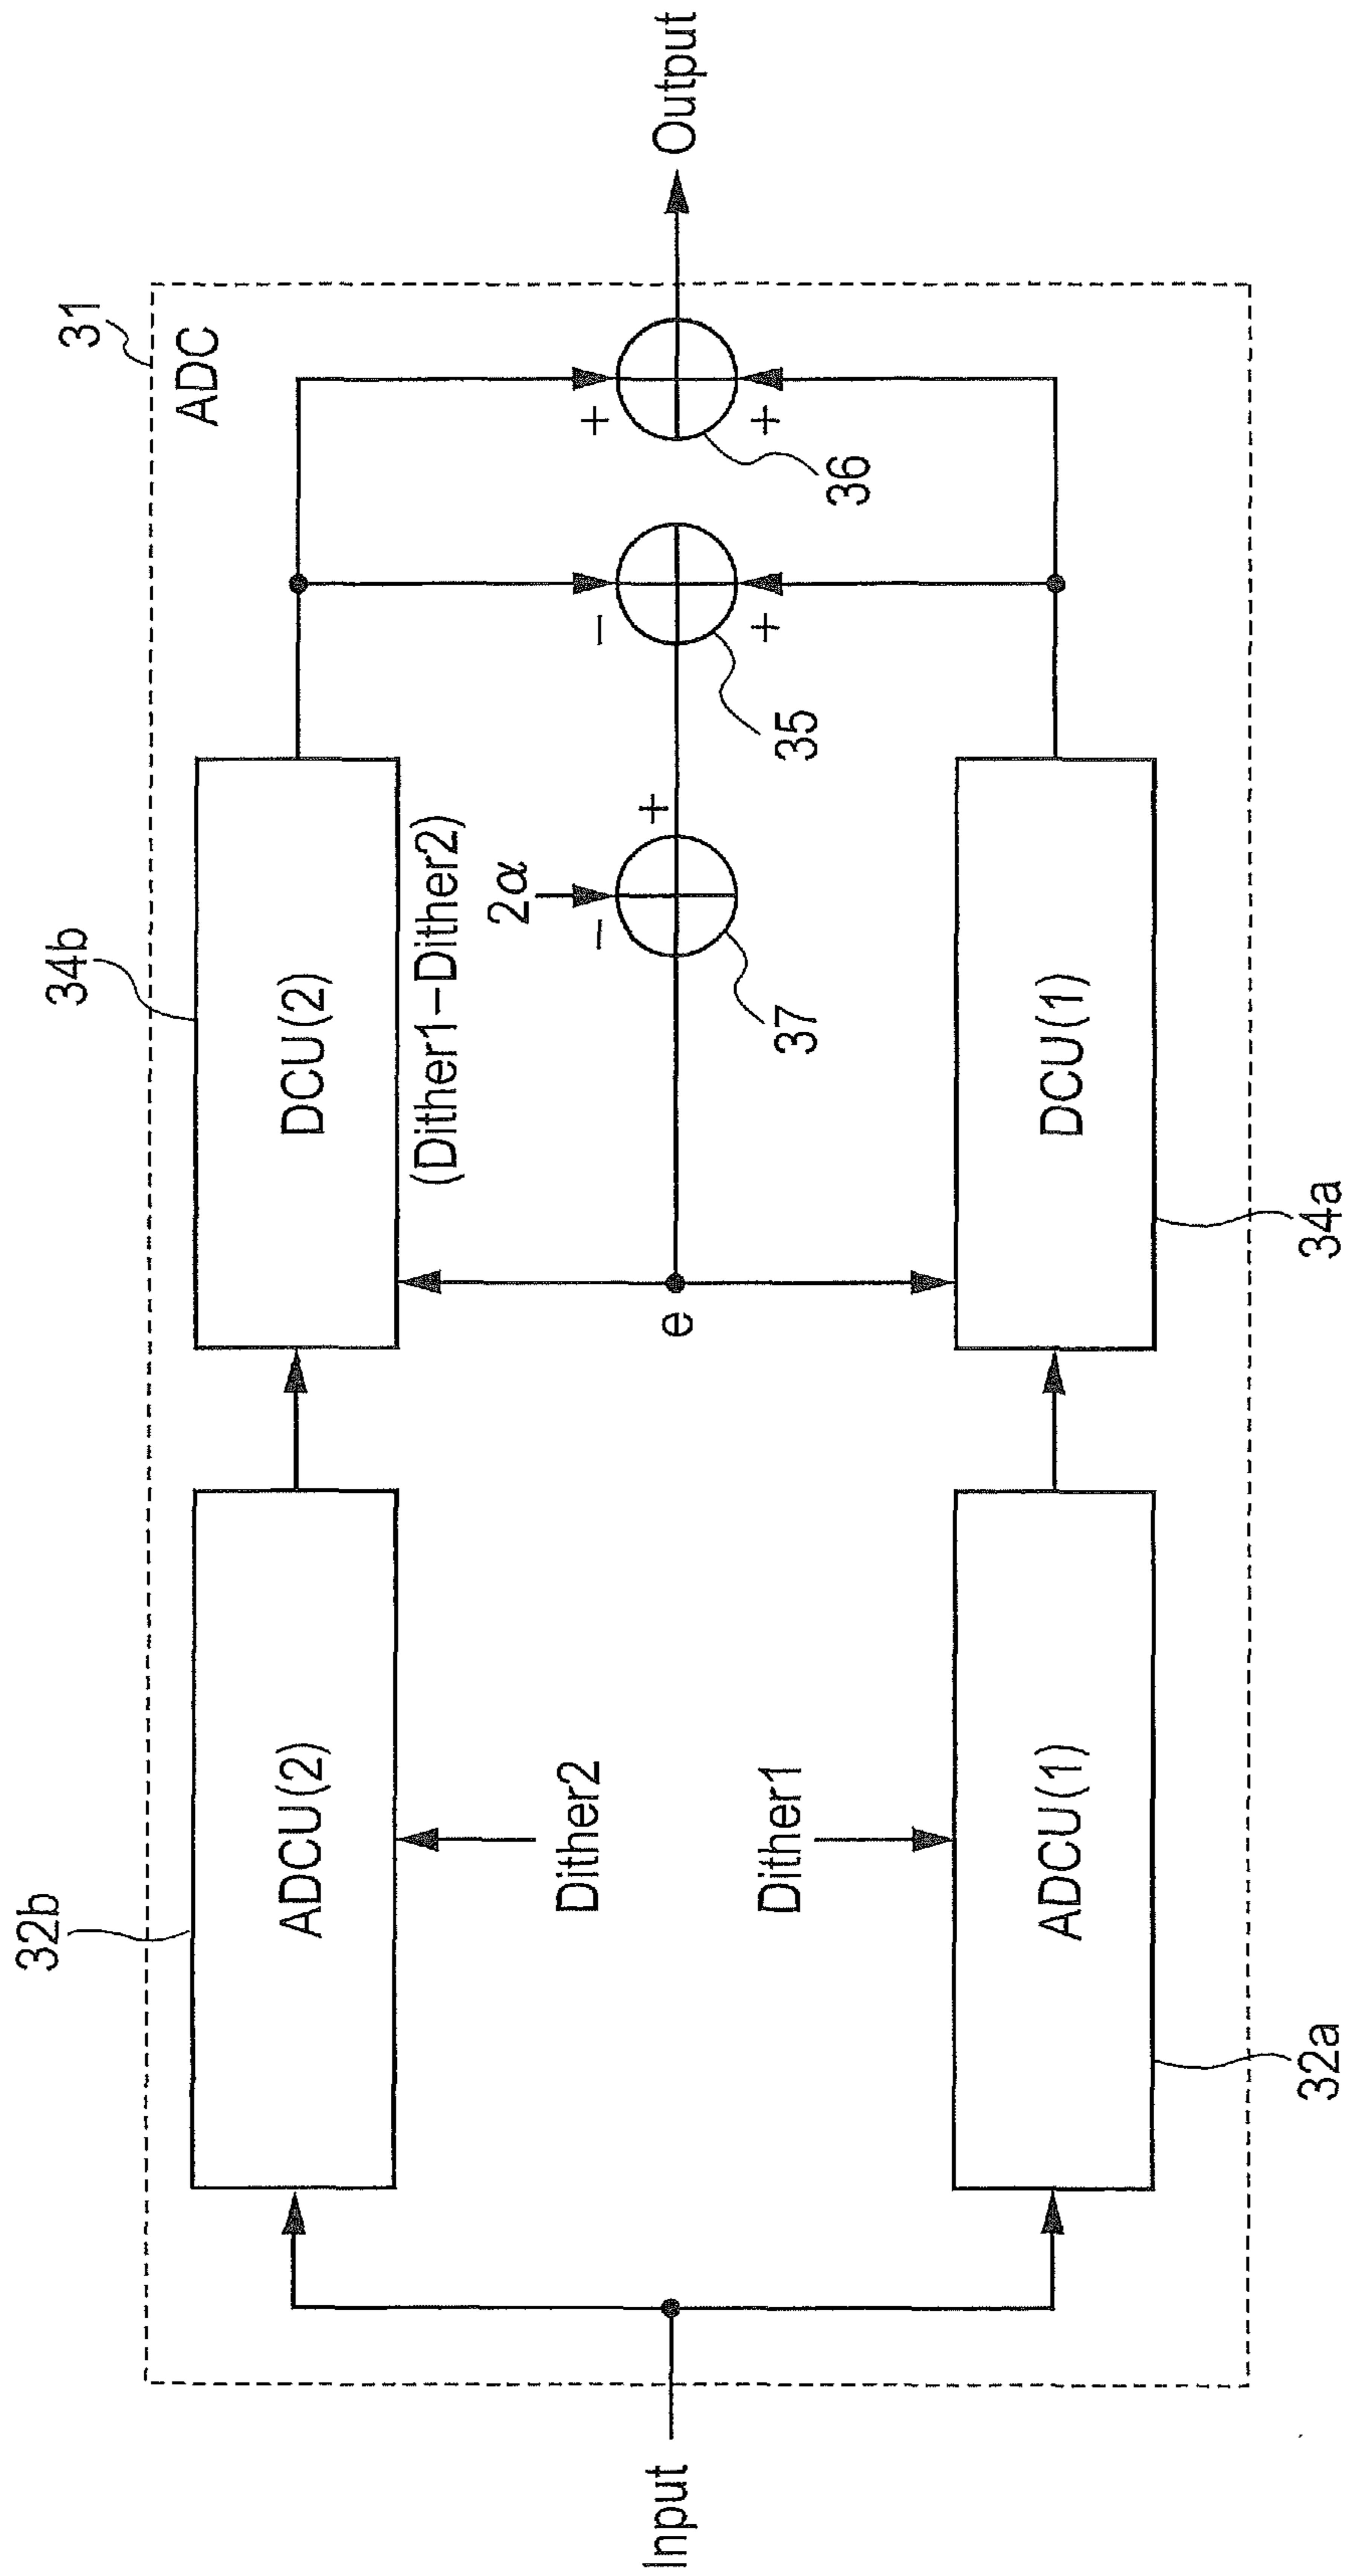 31
ADC
32b
ADCU(2)
34b
DCU(2)
(Dither1−Dither2)
2α
−
+
−
+
+
Dither2
Dither1
e
37
35
+
36
Input
Output
ADCU(1)
DCU(1)
32a
34a